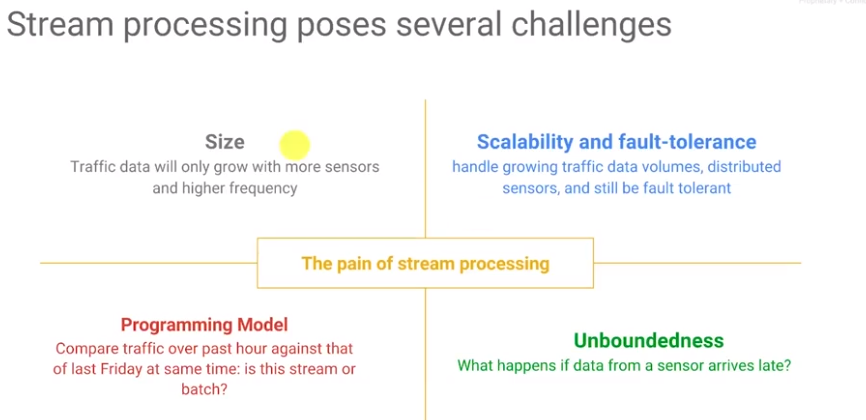 Stream processing poses several challenges
Size
Traffic data will only grow with more sensors
and higher frequency
Scalability and fault-tolerance
handle growing traffic data volumes, distributed
sensors, and still be fault tolerant
The pain of stream processing
Programming Model
Compare traffic over past hour against that
of last Friday at same time: is this stream or
batch?
Unboundedness
What happens if data from a sensor arrives late?